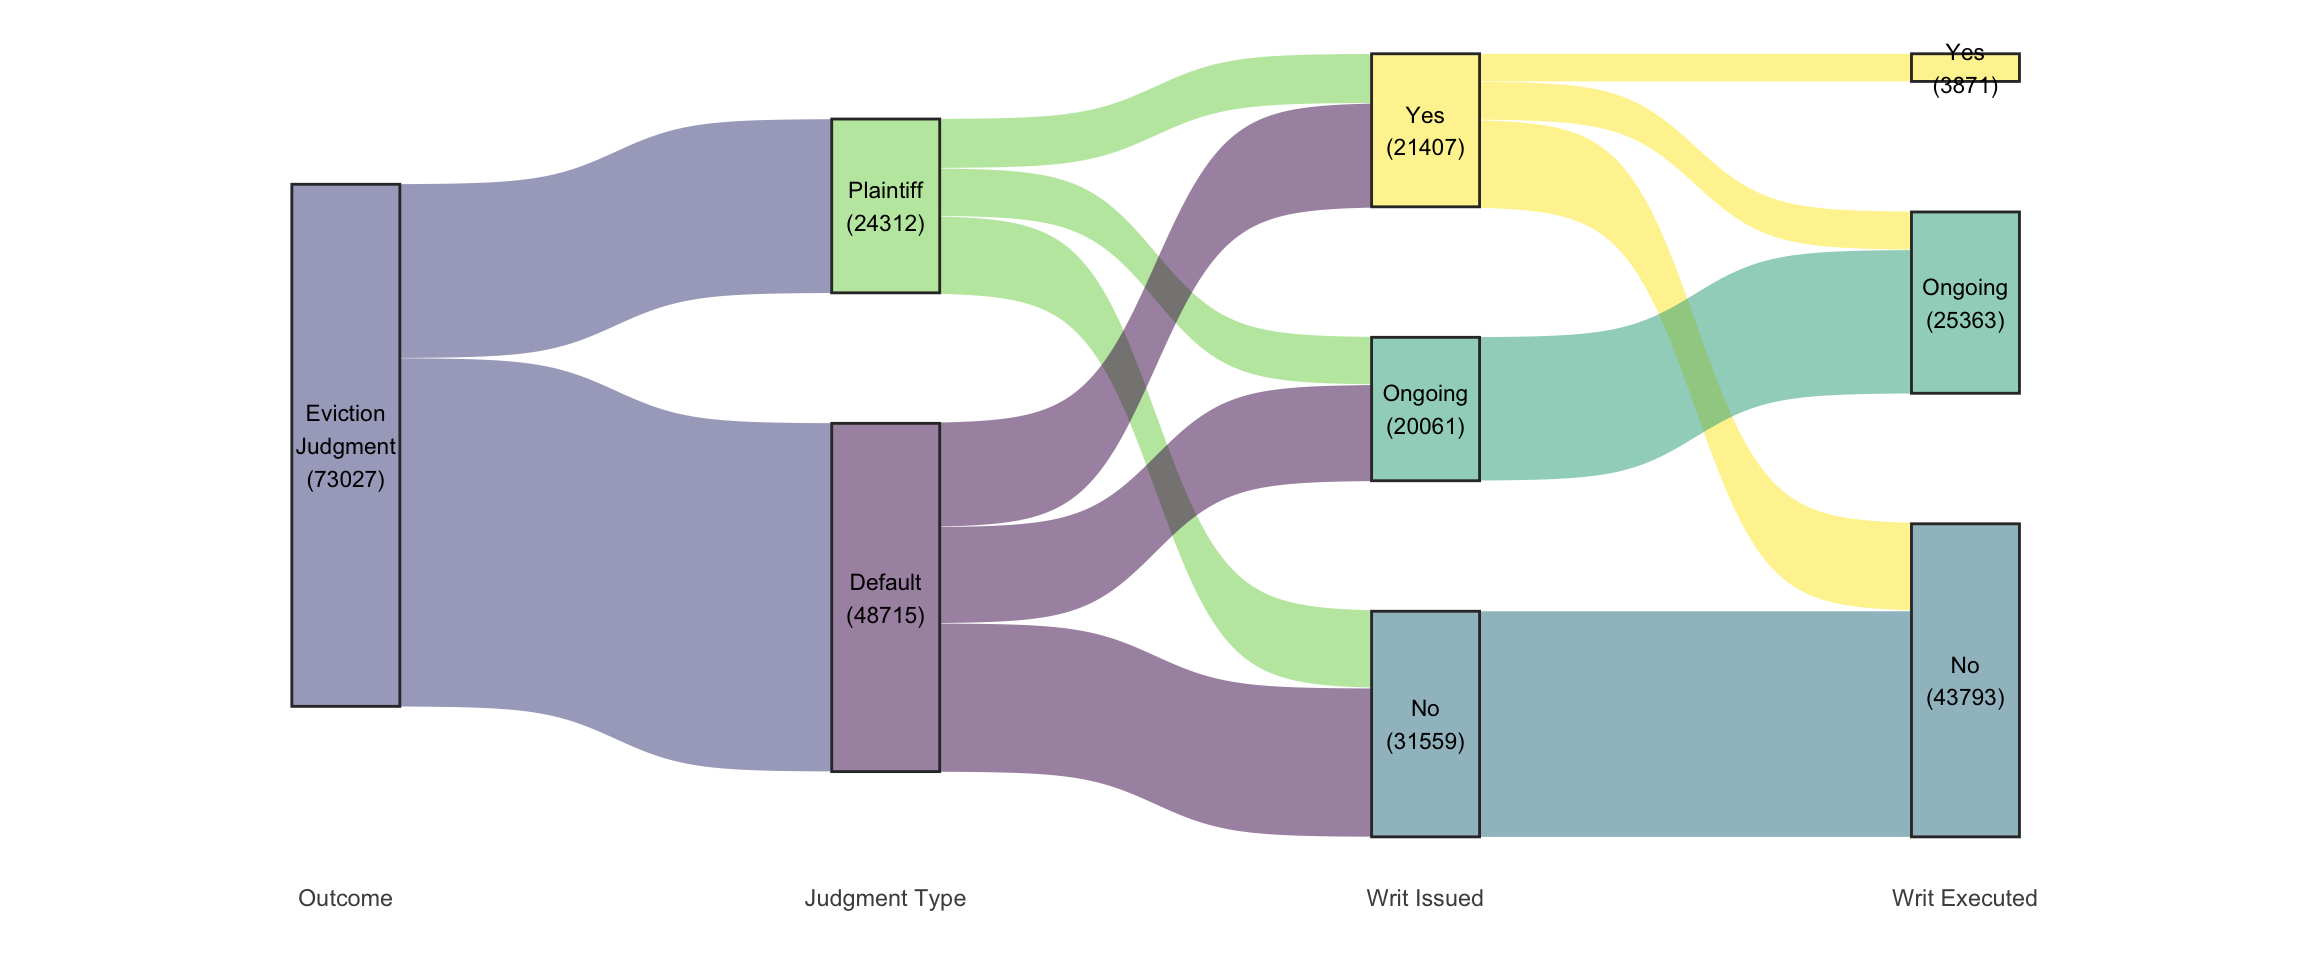 Eviction
Judgment
(73027)
Plaintiff
(24312)
Default
(48715)
Yes
(21407)
Ongoing
(20061)
No
(31559)
Yes
(3871)
Ongoing
(25363)
No
(43793)
Outcome
Judgment Type
Writ Issued
Writ Executed